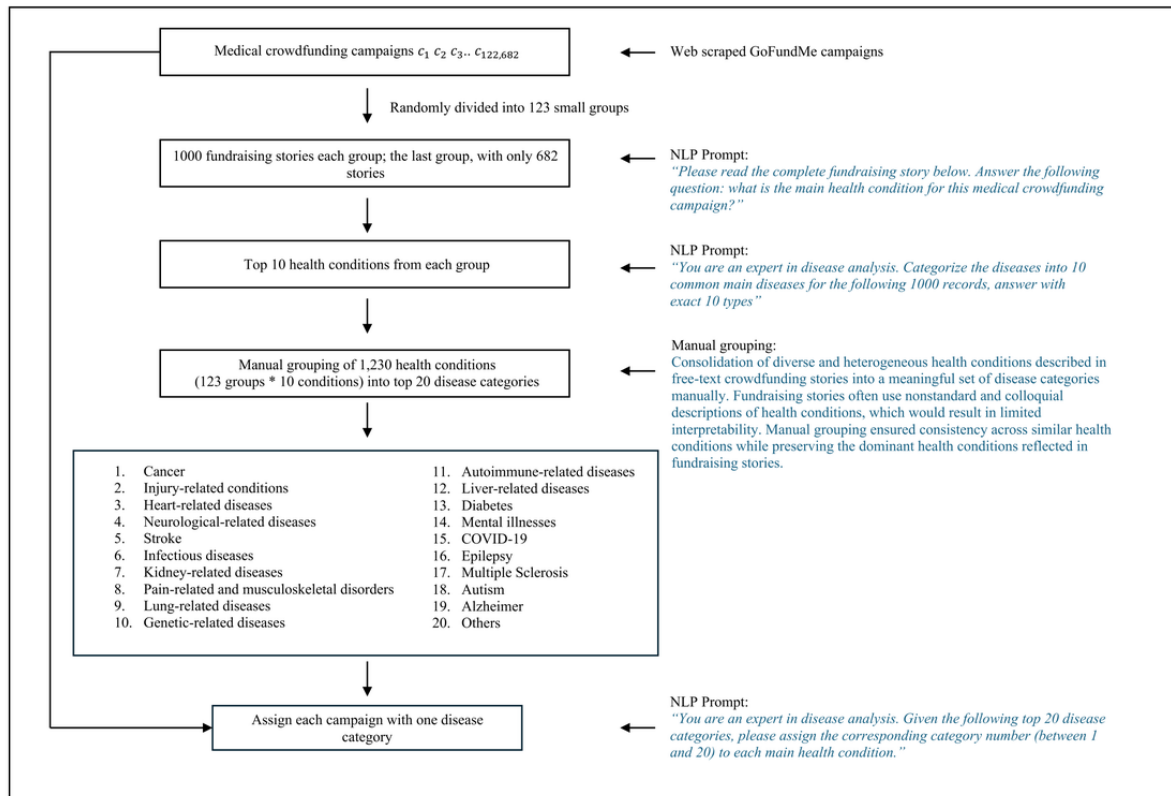 Medical crowdfunding campaigns c₁ c₂ c₃.. c₁₂₂,₆₈₂
Web scraped GoFundMe campaigns
Randomly divided into 123 small groups
1000 fundraising stories each group; the last group, with only 682
stories
NLP Prompt:
“Please read the complete fundraising story below. Answer the following
question: what is the main health condition for this medical crowdfunding
campaign?”
Top 10 health conditions from each group
NLP Prompt:
“You are an expert in disease analysis. Categorize the diseases into 10
common main diseases for the following 1000 records, answer with
exact 10 types”
Manual grouping of 1,230 health conditions
(123 groups * 10 conditions) into top 20 disease categories
Manual grouping:
Consolidation of diverse and heterogeneous health conditions described in
free-text crowdfunding stories into a meaningful set of disease categories
manually. Fundraising stories often use nonstandard and colloquial
descriptions of health conditions, which would result in limited
interpretability. Manual grouping ensured consistency across similar health
conditions while preserving the dominant health conditions reflected in
fundraising stories.
1. Cancer
2. Injury-related conditions
3. Heart-related diseases
4. Neurological-related diseases
5. Stroke
6. Infectious diseases
7. Kidney-related diseases
8. Pain-related and musculoskeletal disorders
9. Lung-related diseases
10. Genetic-related diseases
11. Autoimmune-related diseases
12. Liver-related diseases
13. Diabetes
14. Mental illnesses
15. COVID-19
16. Epilepsy
17. Multiple Sclerosis
18. Autism
19. Alzheimer
20. Others
Assign each campaign with one disease
category
NLP Prompt:
“You are an expert in disease analysis. Given the following top 20 disease
categories, please assign the corresponding category number (between 1
and 20) to each main health condition.”